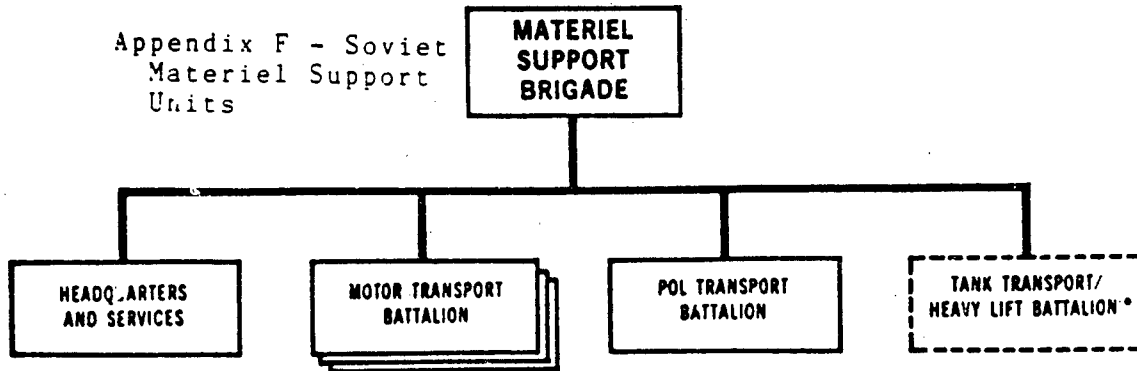 Appendix F - Soviet
Materiel Support
Units
MATERIEL
SUPPORT
BRIGADE
HEADQUARTERS
AND SERVICES
MOTOR TRANSPORT
BATTALION
POL TRANSPORT
BATTALION
TANK TRANSPORT/
HEAVY LIFT BATTALION*